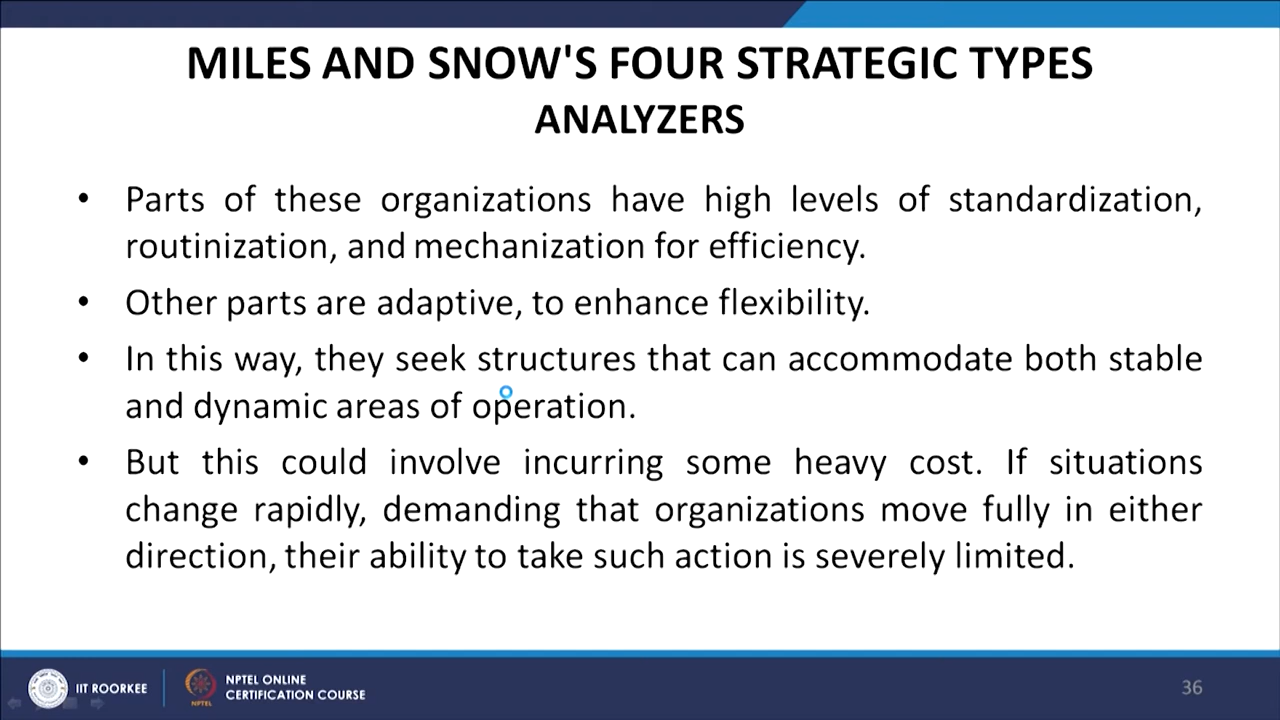 MILES AND SNOW'S FOUR STRATEGIC TYPES
ANALYZERS
• Parts of these organizations have high levels of standardization,
routinization, and mechanization for efficiency.
• Other parts are adaptive, to enhance flexibility.
• In this way, they seek structures that can accommodate both stable
and dynamic areas of operation.
• But this could involve incurring some heavy cost. If situations
change rapidly, demanding that organizations move fully in either
direction, their ability to take such action is severely limited.
IIT ROORKEE
NPTEL
NPTEL ONLINE
CERTIFICATION COURSE
36